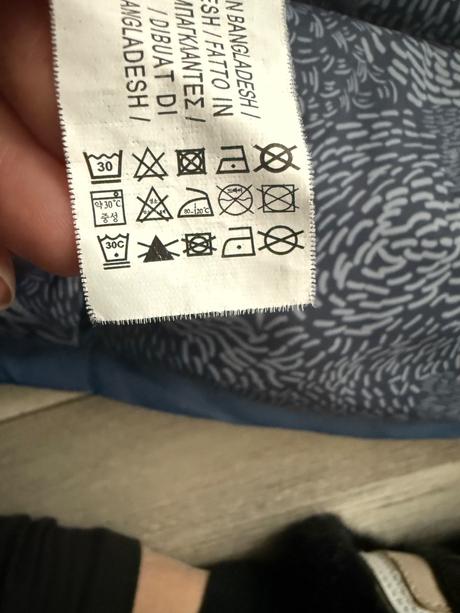 N BANGLADESH /
ESH / FATTO IN
ΜΠΑΓΚΛΑΝΤΕΣ /
/ DIBUAT DI
ANGLADESH /
30
약30℃ 80~120℃
중성
30C